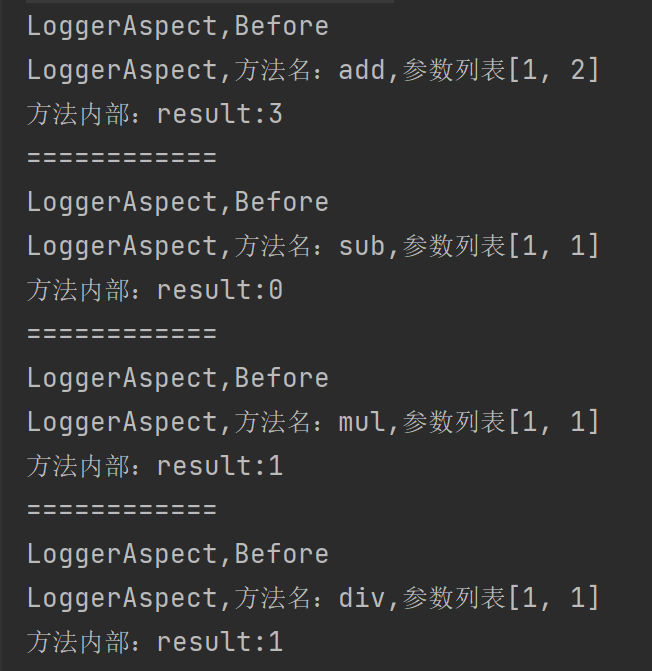 LoggerAspect,Before
LoggerAspect,方法名：add,参数列表[1, 2]
方法内部：result:3
============
LoggerAspect,Before
LoggerAspect,方法名：sub,参数列表[1, 1]
方法内部：result:0
============
LoggerAspect,Before
LoggerAspect,方法名：mul,参数列表[1, 1]
方法内部：result:1
============
LoggerAspect,Before
LoggerAspect,方法名：div,参数列表[1, 1]
方法内部：result:1